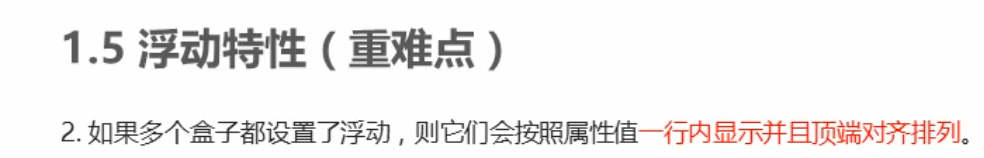 1.5 浮动特性（重难点）
2. 如果多个盒子都设置了浮动，则它们会按照属性值一行内显示并且顶端对齐排列。